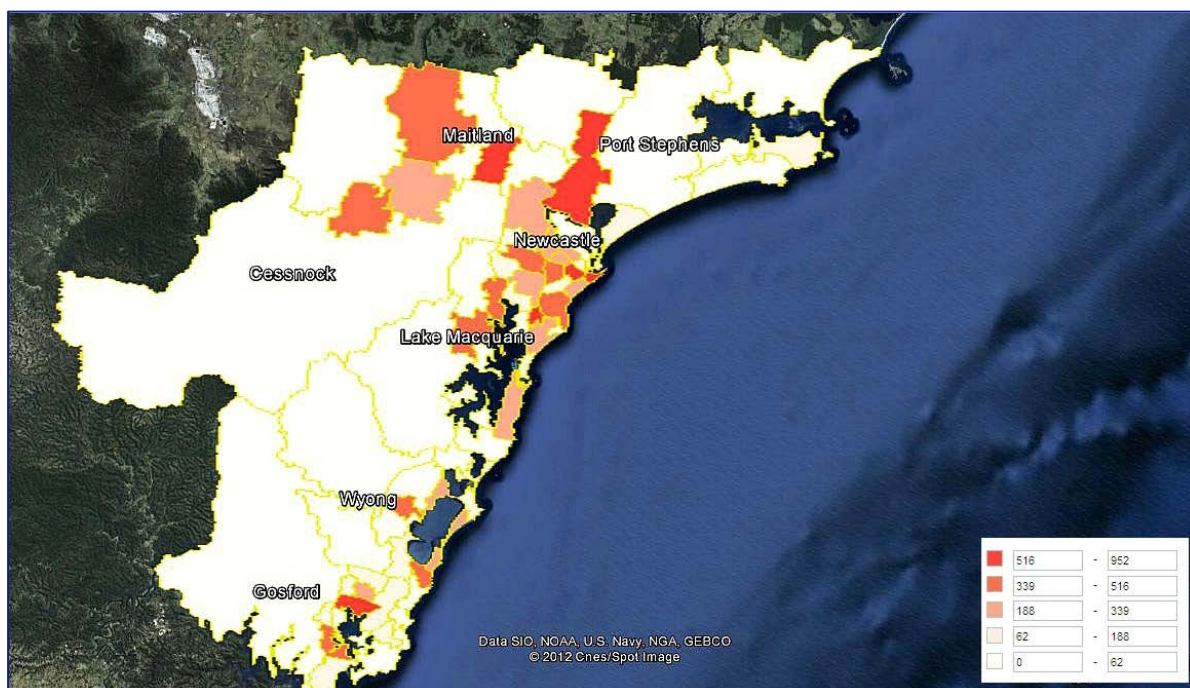 Maitland
Port Stephens
Newcastle
Cessnock
Lake Macquarie
Wyong
Gosford
Data SIO, NOAA, U.S. Navy, NGA, GEBCO
© 2012 Cnes/Spot Image
516 - 952
339 - 516
188 - 339
62 - 188
0 - 62